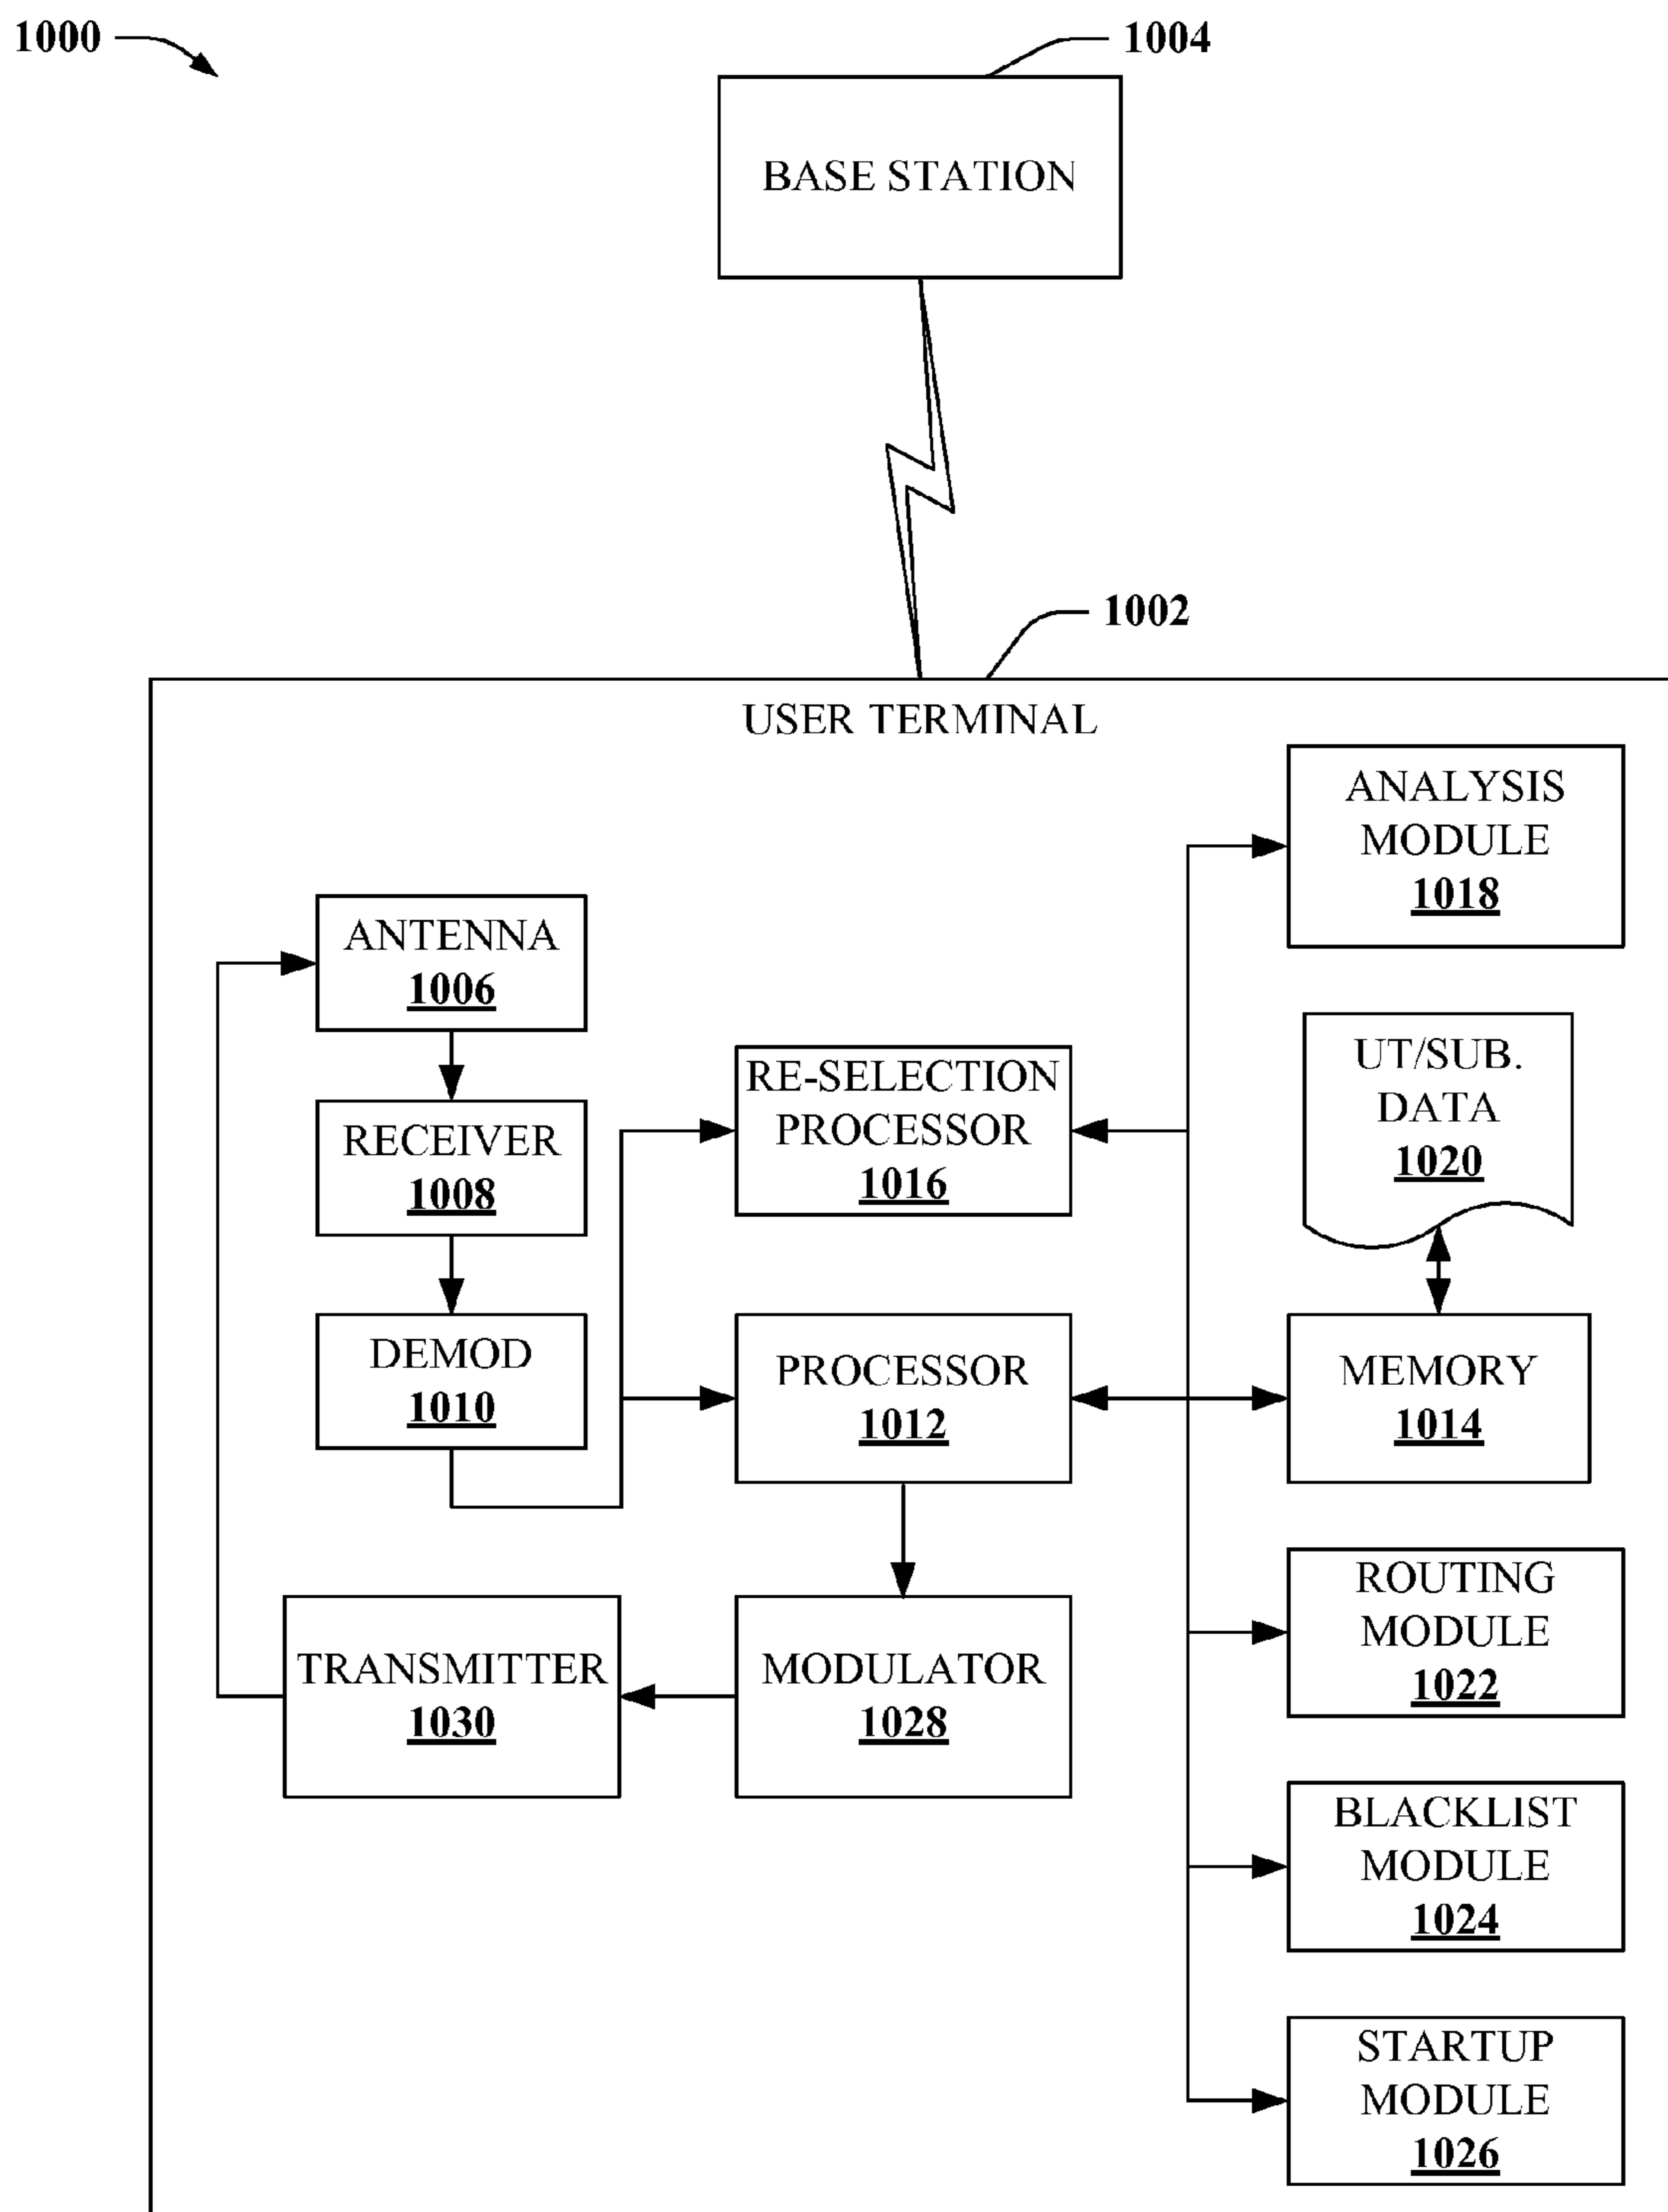 1000
1004
BASE STATION
1002
USER TERMINAL
ANALYSIS
MODULE
1018
ANTENNA
1006
UT/SUB.
DATA
1020
RE-SELECTION
PROCESSOR
1016
RECEIVER
1008
DEMOD
1010
PROCESSOR
1012
MEMORY
1014
ROUTING
MODULE
1022
TRANSMITTER
1030
MODULATOR
1028
BLACKLIST
MODULE
1024
STARTUP
MODULE
1026